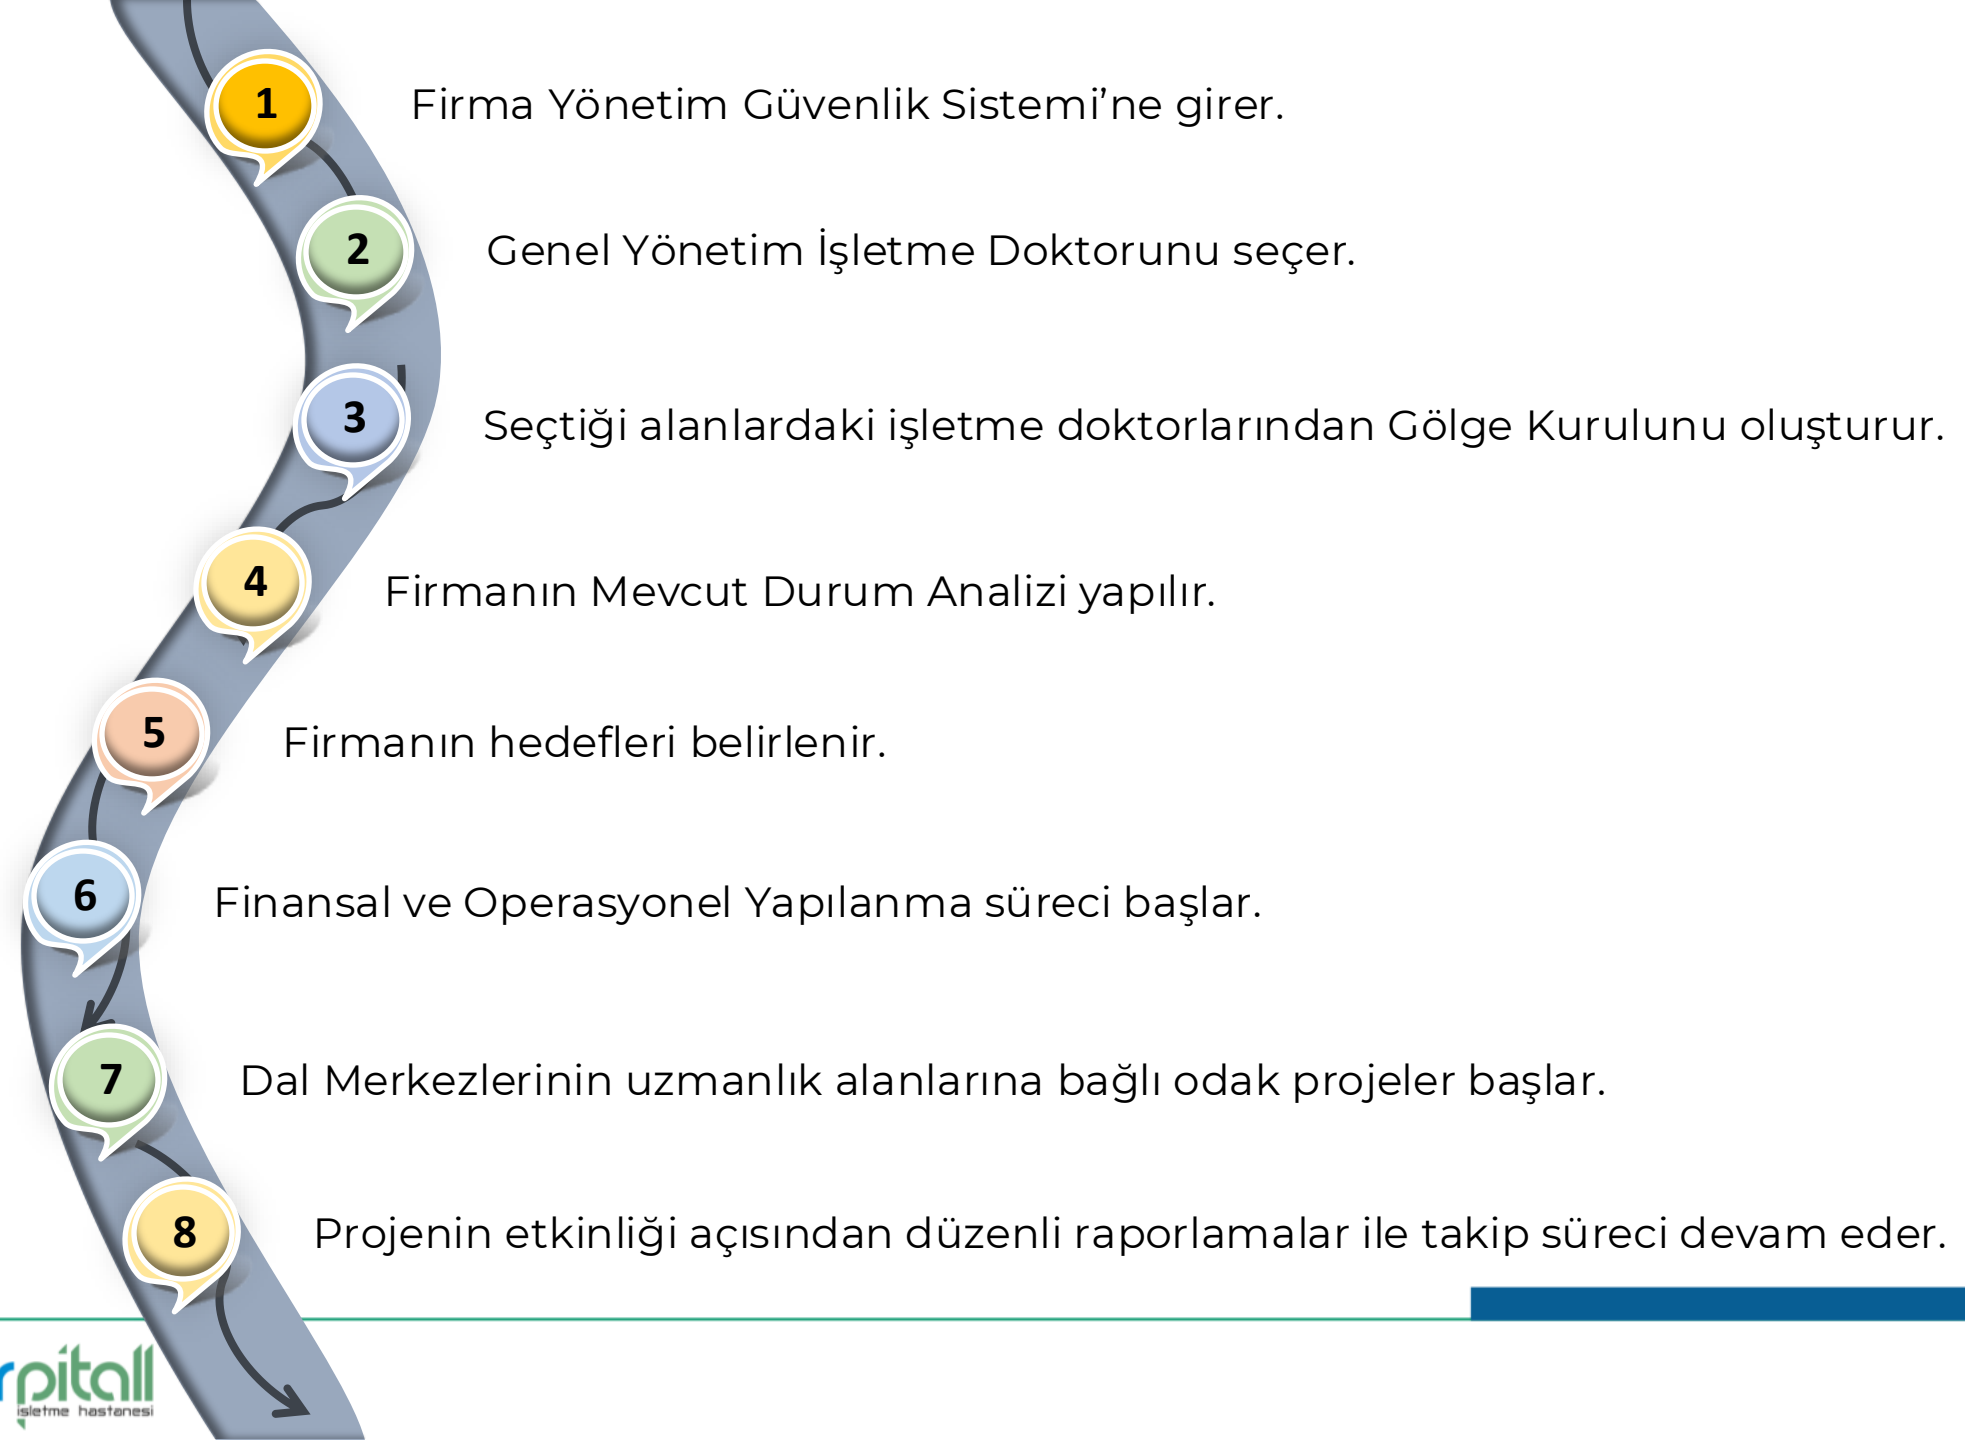 1
Firma Yönetim Güvenlik Sistemi’ne girer.
2
Genel Yönetim İşletme Doktorunu seçer.
3
Seçtiği alanlardaki işletme doktorlarından Gölge Kurulunu oluşturur.
4
Firmanın Mevcut Durum Analizi yapılır.
5
Firmanın hedefleri belirlenir.
6
Finansal ve Operasyonel Yapılanma süreci başlar.
7
Dal Merkezlerinin uzmanlık alanlarına bağlı odak projeler başlar.
8
Projenin etkinliği açısından düzenli raporlamalar ile takip süreci devam eder.
rpitall
işletme hastanesi